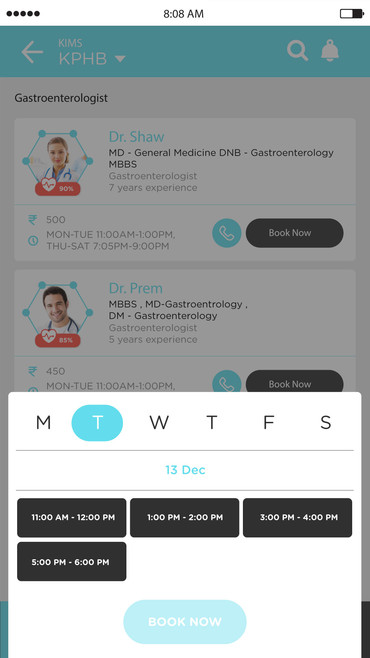 8:08 AM
KIMS
KPHB
Gastroenterologist
Dr. Shaw
MD - General Medicine DNB - Gastroenterology
MBBS
Gastroenterologist
7 years experience
90%
₹ 500
MON-TUE 11:00AM-1:00PM,
THU-SAT 7:05PM-9:00PM
Book Now
Dr. Prem
MBBS , MD-Gastroentrology ,
DM - Gastroenterology
Gastroenterologist
5 years experience
85%
₹ 450
MON-TUE 11:00AM-1:00PM,
Book Now
M T W T F S
13 Dec
11:00 AM - 12:00 PM
1:00 PM - 2:00 PM
3:00 PM - 4:00 PM
5:00 PM - 6:00 PM
BOOK NOW